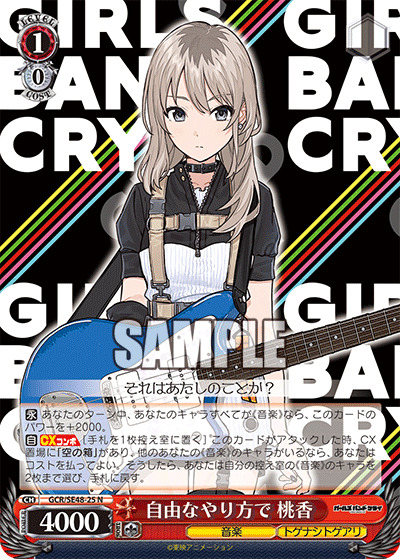 LEVEL
1
0
COST
GIRLS
BAND
CRY
GIRLS
BAND
CRY
SAMPLE
それはあたしのことか？
永 あなたのターン中、あなたのキャラすべてが《音楽》なら、このカードの
パワーを＋2000。
自 CXコンボ ［手札を1枚控え室に置く］ このカードがアタックした時、CX
置場に「空の箱」があり、他のあなたの《音楽》のキャラがいるなら、あなたは
コストを払ってよい。そうしたら、あなたは自分の控え室の《音楽》のキャラを
2枚まで選び、手札に戻す。
CH
GCR/SE48-25 N
4000
自由なやり方で 桃香
ガールズバンドクライ
音楽
トゲナシトゲアリ
©東映アニメーション